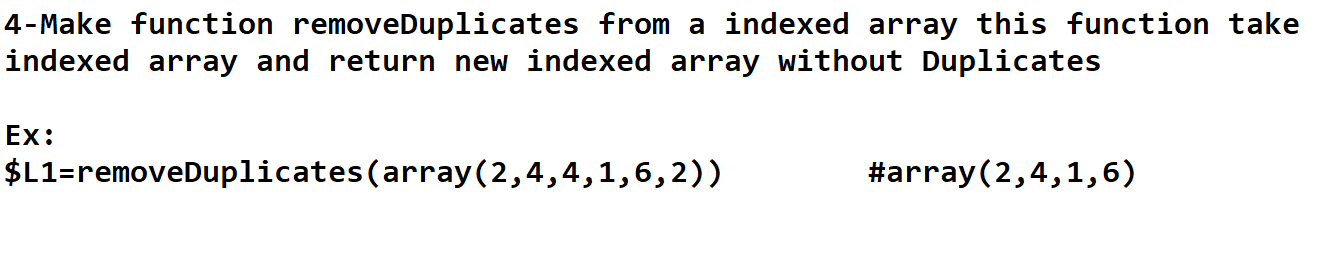 4-Make function removeDuplicates from a indexed array this function take
indexed array and return new indexed array without Duplicates
Ex:
$L1=removeDuplicates(array(2,4,4,1,6,2)) #array(2,4,1,6)